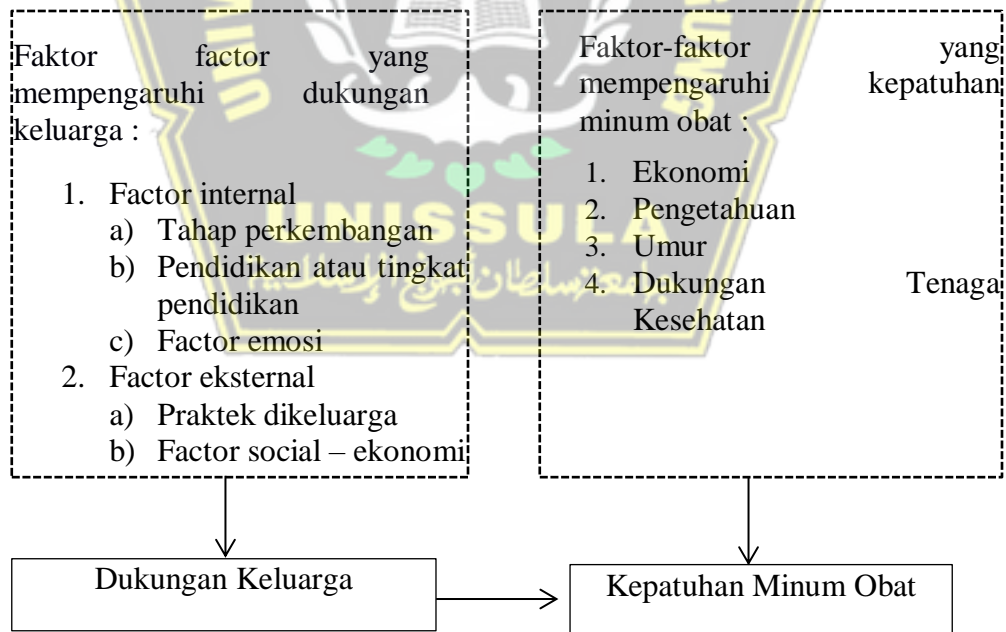 Faktor factor yang
mempengaruhi dukungan
keluarga :
1. Factor internal
a) Tahap perkembangan
b) Pendidikan atau tingkat
pendidikan
c) Factor emosi
2. Factor eksternal
a) Praktek dikeluarga
b) Factor social – ekonomi
Faktor-faktor yang
mempengaruhi kepatuhan
minum obat :
1. Ekonomi
2. Pengetahuan
3. Umur
4. Dukungan Tenaga
Kesehatan
UNISSULA
Dukungan Keluarga
Kepatuhan Minum Obat